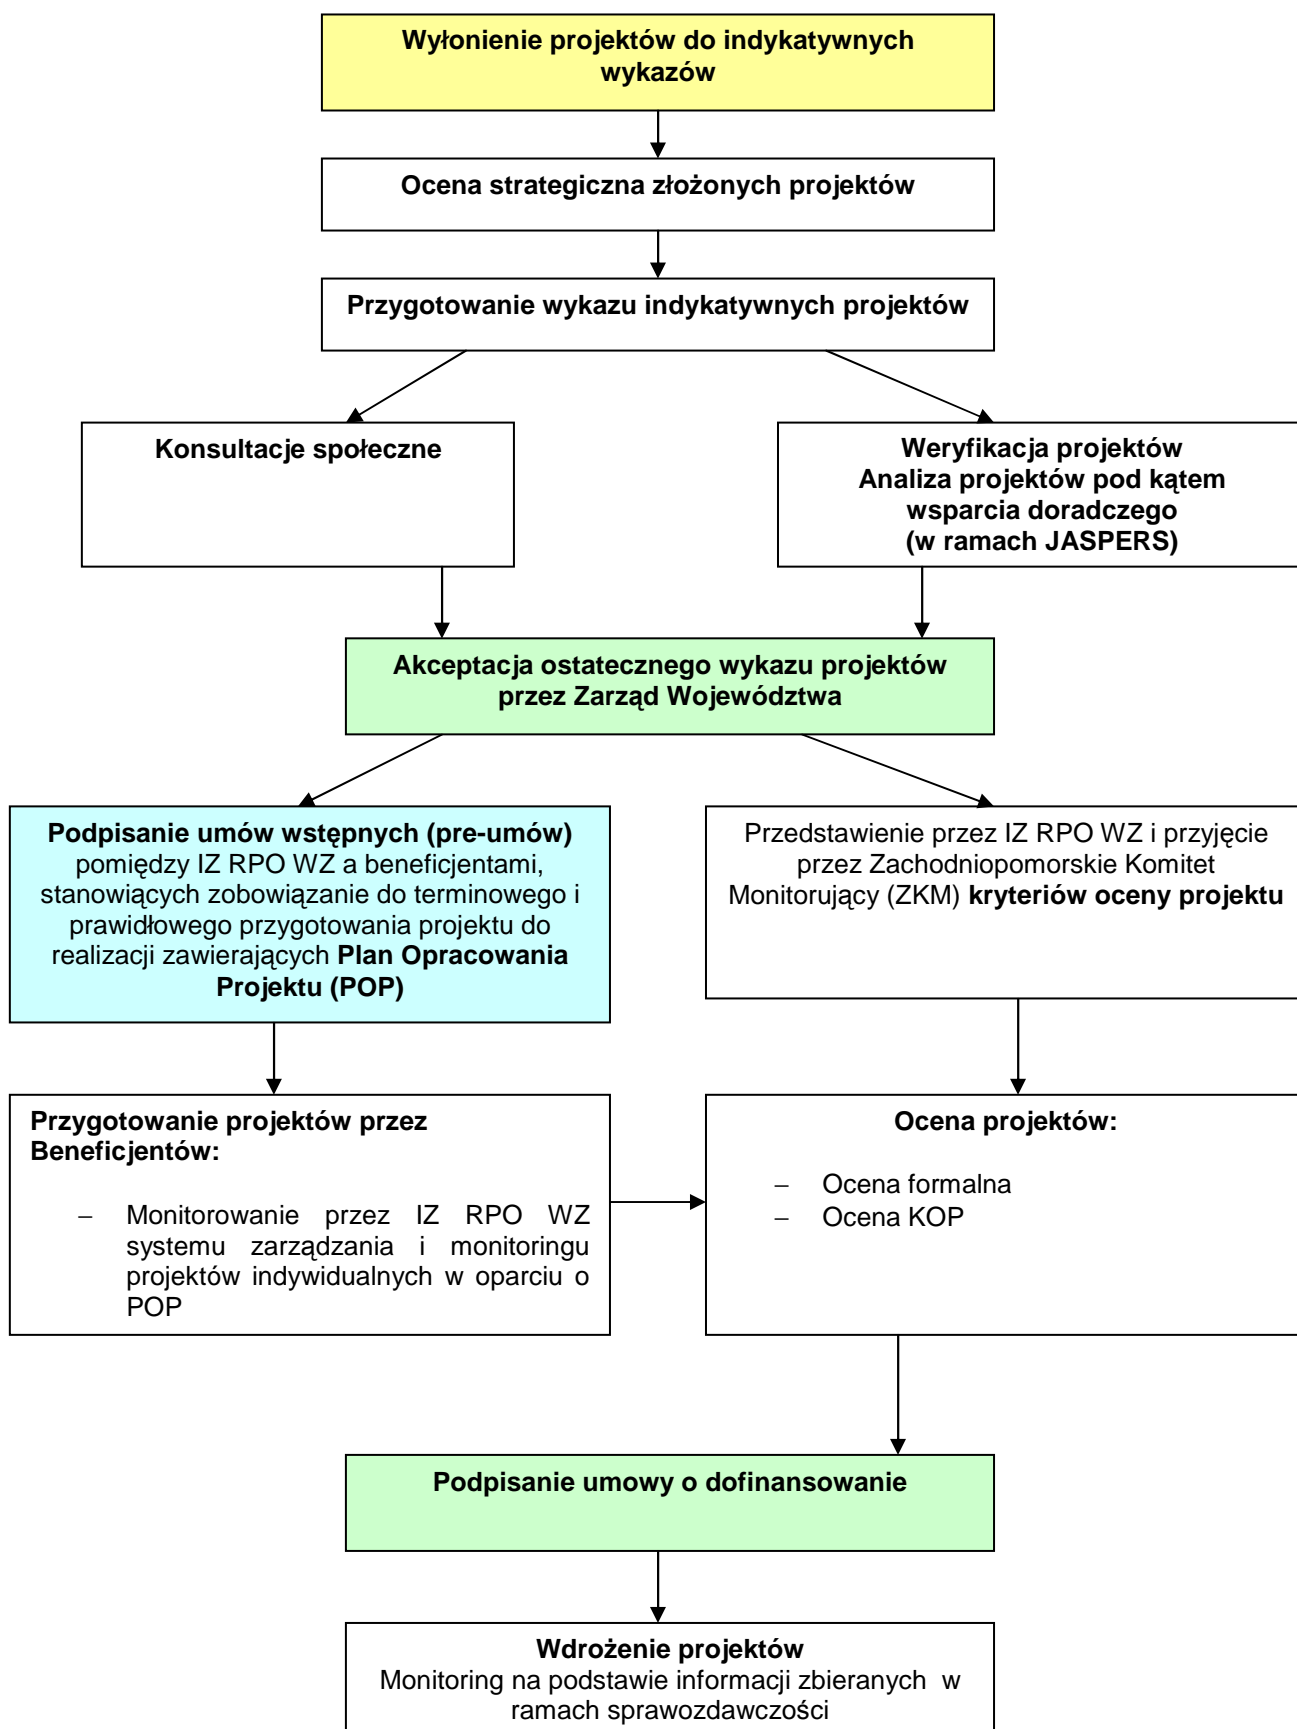 Wyłonienie projektów do indykatywnych
wykazów
Ocena strategiczna złożonych projektów
Przygotowanie wykazu indykatywnych projektów
Konsultacje społeczne
Weryfikacja projektów
Analiza projektów pod kątem
wsparcia doradczego
(w ramach JASPERS)
Akceptacja ostatecznego wykazu projektów
przez Zarząd Województwa
Podpisanie umów wstępnych (pre-umów)
pomiędzy IZ RPO WZ a beneficjentami,
stanowiących zobowiązanie do terminowego i
prawidłowego przygotowania projektu do
realizacji zawierających Plan Opracowania
Projektu (POP)
Przedstawienie przez IZ RPO WZ i przyjęcie
przez Zachodniopomorskie Komitet
Monitorujący (ZKM) kryteriów oceny projektu
Przygotowanie projektów przez
Beneficjentów:
– Monitorowanie przez IZ RPO WZ
systemu zarządzania i monitoringu
projektów indywidualnych w oparciu o
POP
Ocena projektów:
– Ocena formalna
– Ocena KOP
Podpisanie umowy o dofinansowanie
Wdrożenie projektów
Monitoring na podstawie informacji zbieranych w
ramach sprawozdawczości